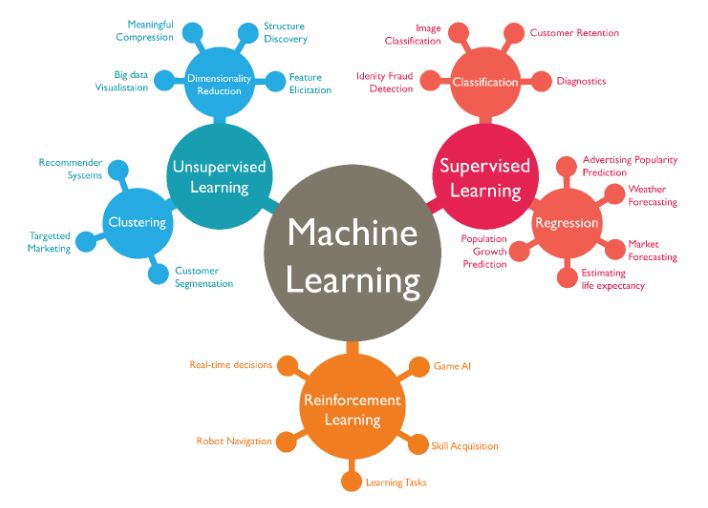 Meaningful
Compression
Structure
Discovery
Big data
Visualistaion
Dimensionality
Reduction
Feature
Elicitation
Unsupervised
Learning
Recommender
Systems
Clustering
Targetted
Marketing
Customer
Segmentation
Image
Classification
Customer Retention
Idenity Fraud
Detection
Classification
Diagnostics
Supervised
Learning
Advertising Popularity
Prediction
Weather
Forecasting
Regression
Population
Growth
Prediction
Market
Forecasting
Estimating
life expectancy
Machine
Learning
Real-time decisions
Game AI
Reinforcement
Learning
Robot Navigation
Skill Acquisition
Learning Tasks